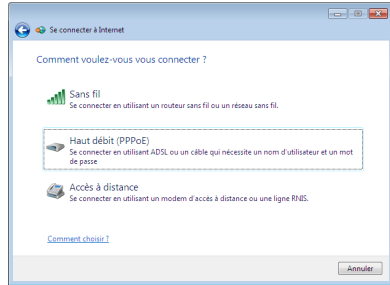 Se connecter à Internet
Comment voulez-vous vous connecter ?
Sans fil
Se connecter en utilisant un routeur sans fil ou un réseau sans fil.
Haut débit (PPPoE)
Se connecter en utilisant ADSL ou un câble qui nécessite un nom d'utilisateur et un mot
de passe
Accès à distance
Se connecter en utilisant un modem d'accès à distance ou une ligne RNIS.
Comment choisir ?
Annuler